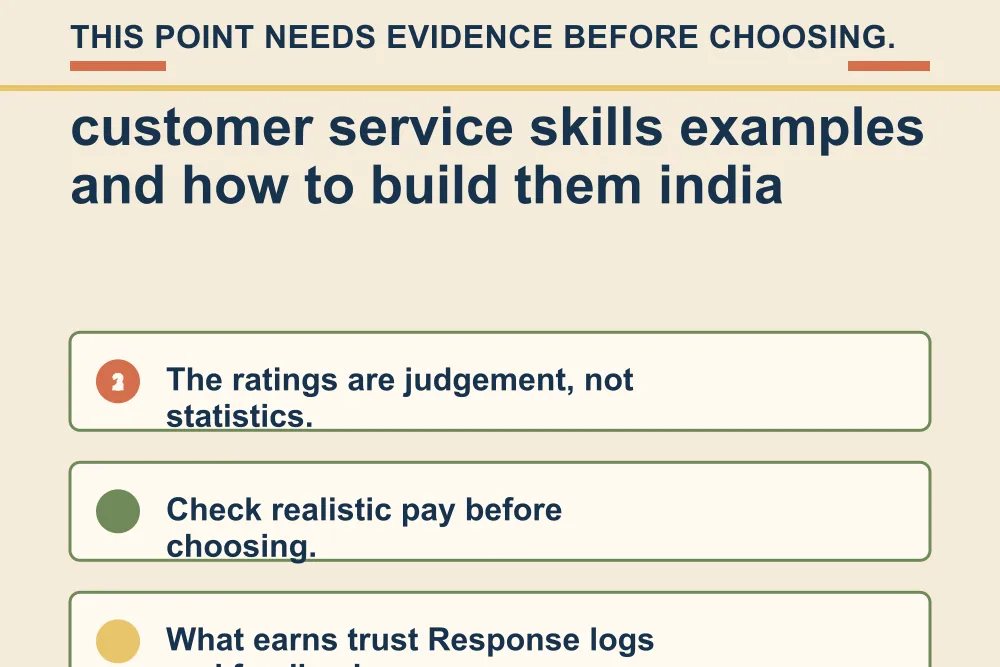 THIS POINT NEEDS EVIDENCE BEFORE CHOOSING.
customer service skills examples
and how to build them india
The ratings are judgement, not
statistics.
Check realistic pay before
choosing.
What earns trust Response logs